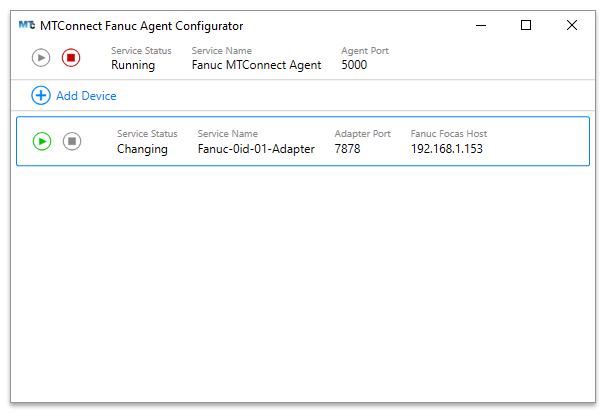 MT MTConnect Fanuc Agent Configurator
Service Status Service Name Agent Port
Running Fanuc MTConnect Agent 5000
Add Device
Service Status Service Name Adapter Port Fanuc Focas Host
Changing Fanuc-0id-01-Adapter 7878 192.168.1.153